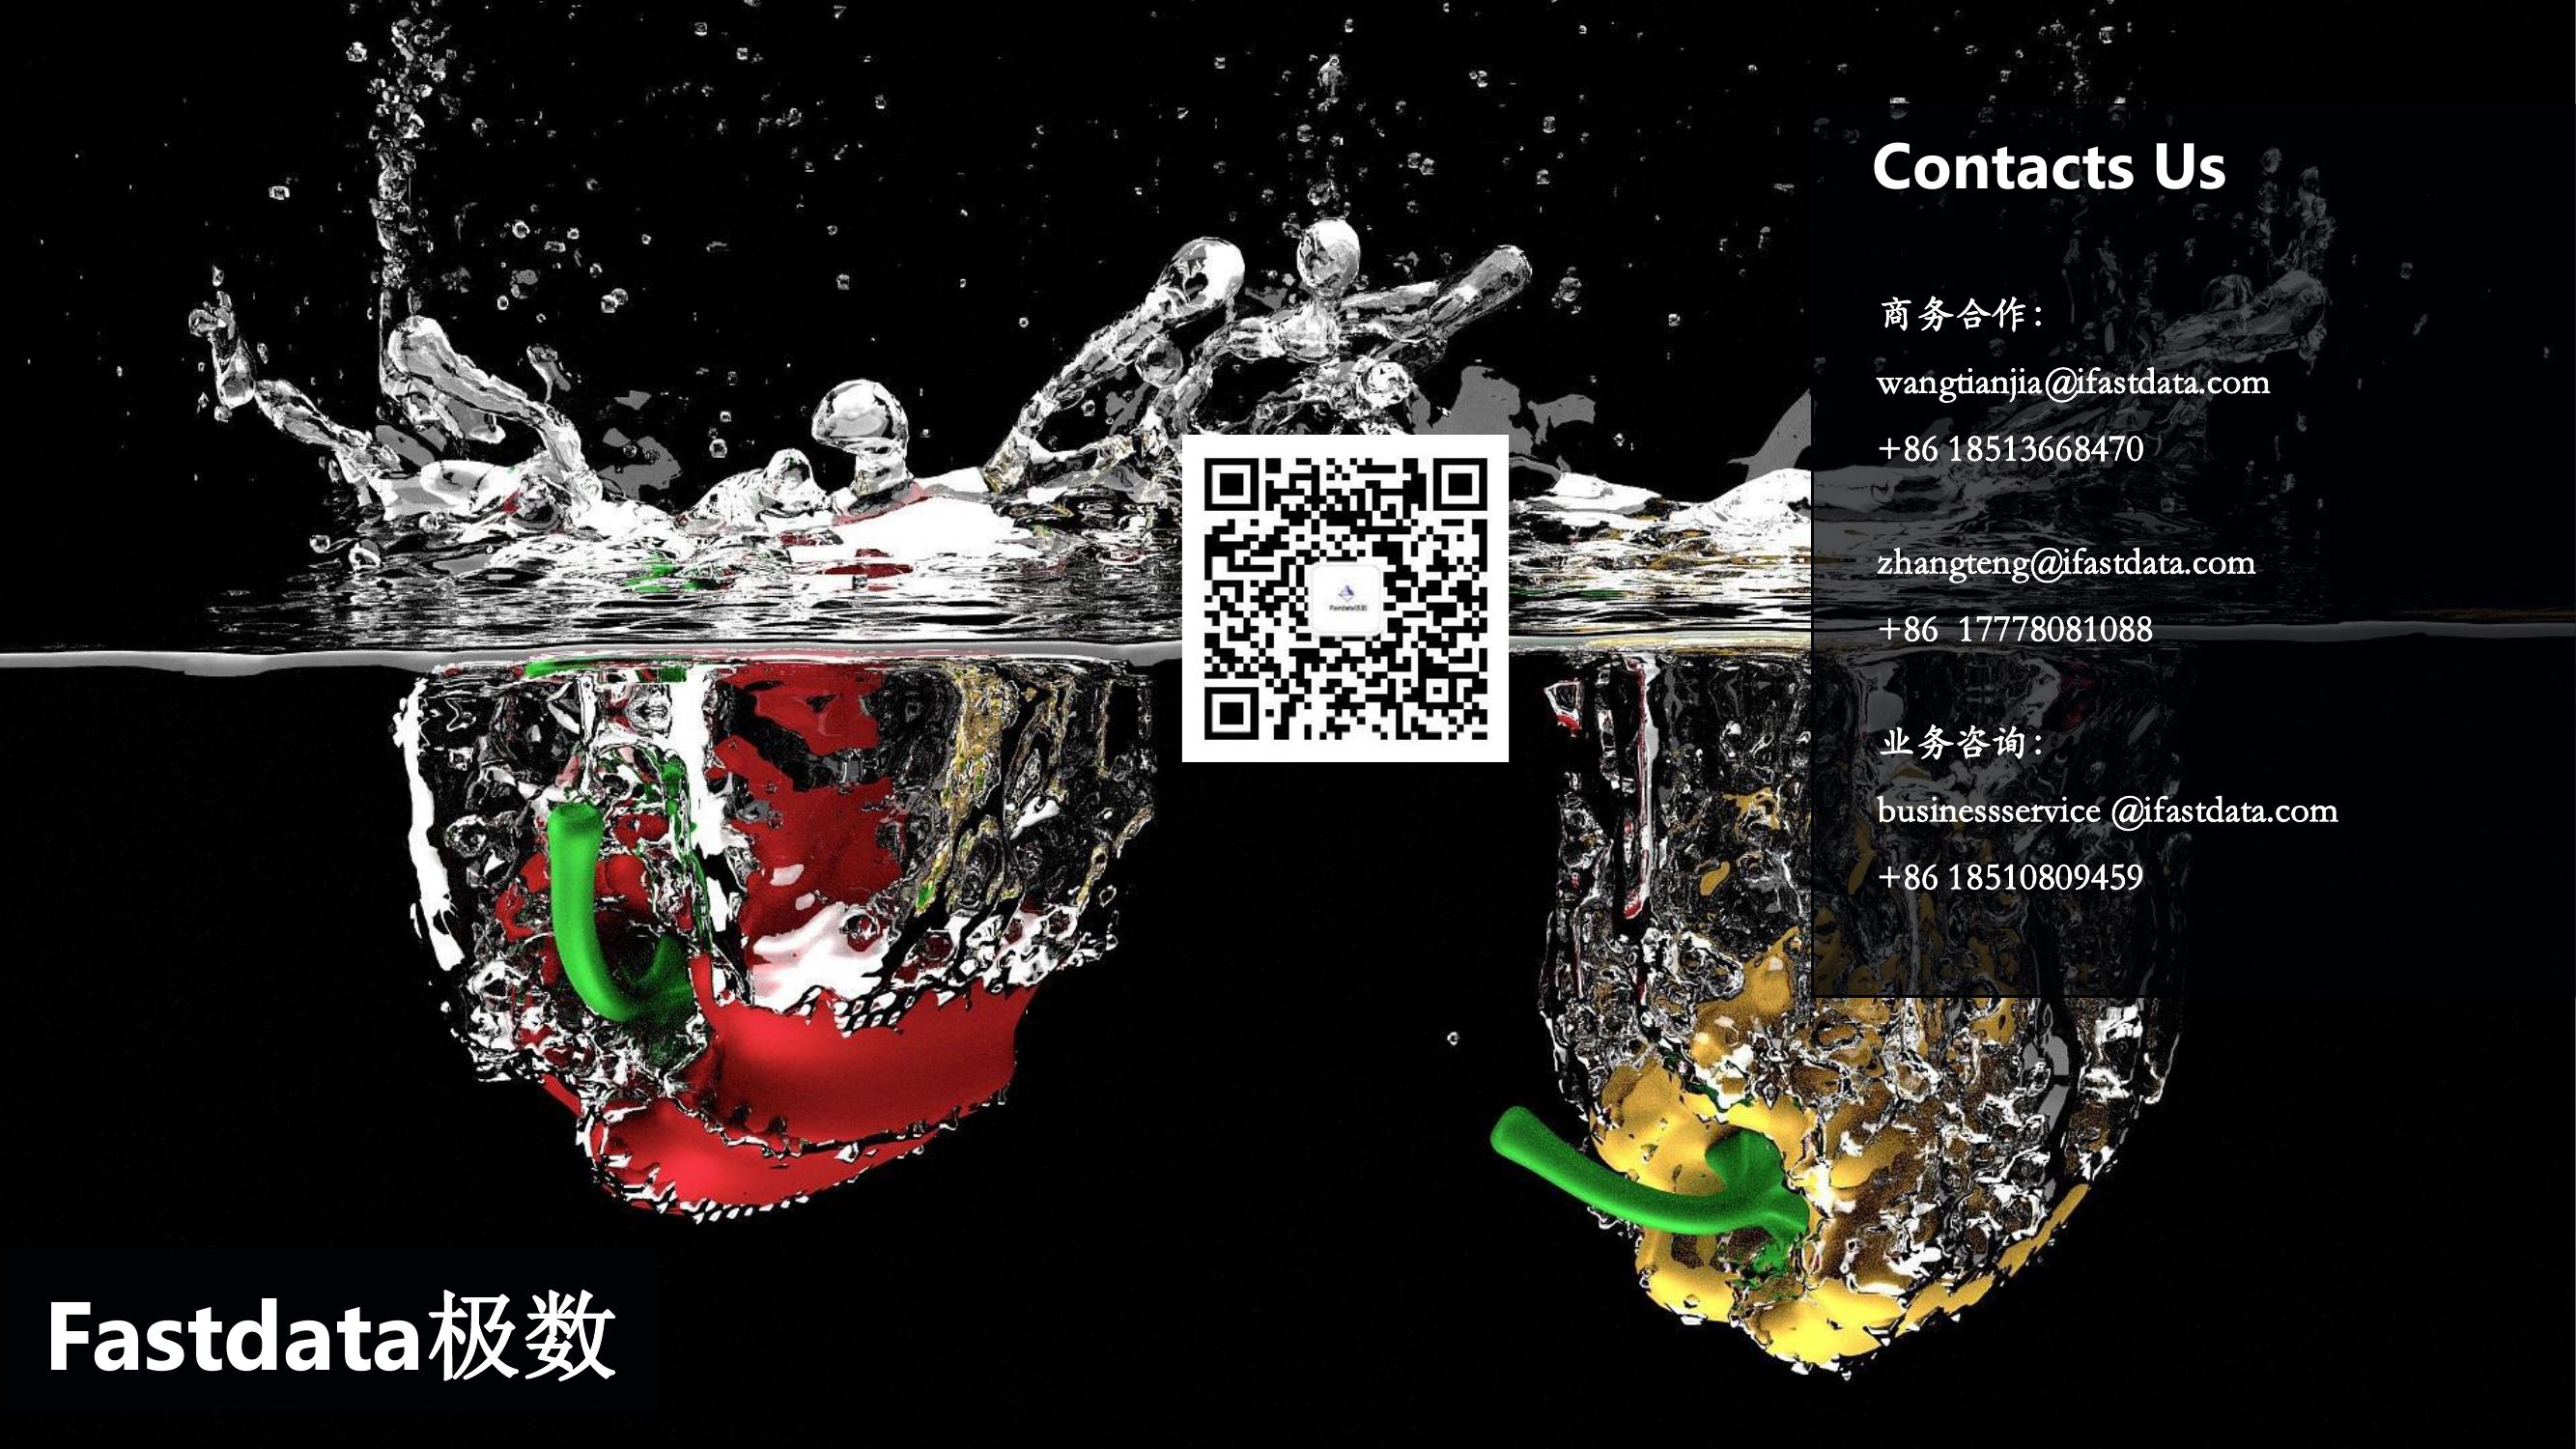 Contacts Us
商务合作：
wangtianjia@ifastdata.com
+86 18513668470
zhangteng@ifastdata.com
+86  17778081088
业务咨询：
businessservice @ifastdata.com
+86 18510809459
Fastdata极数